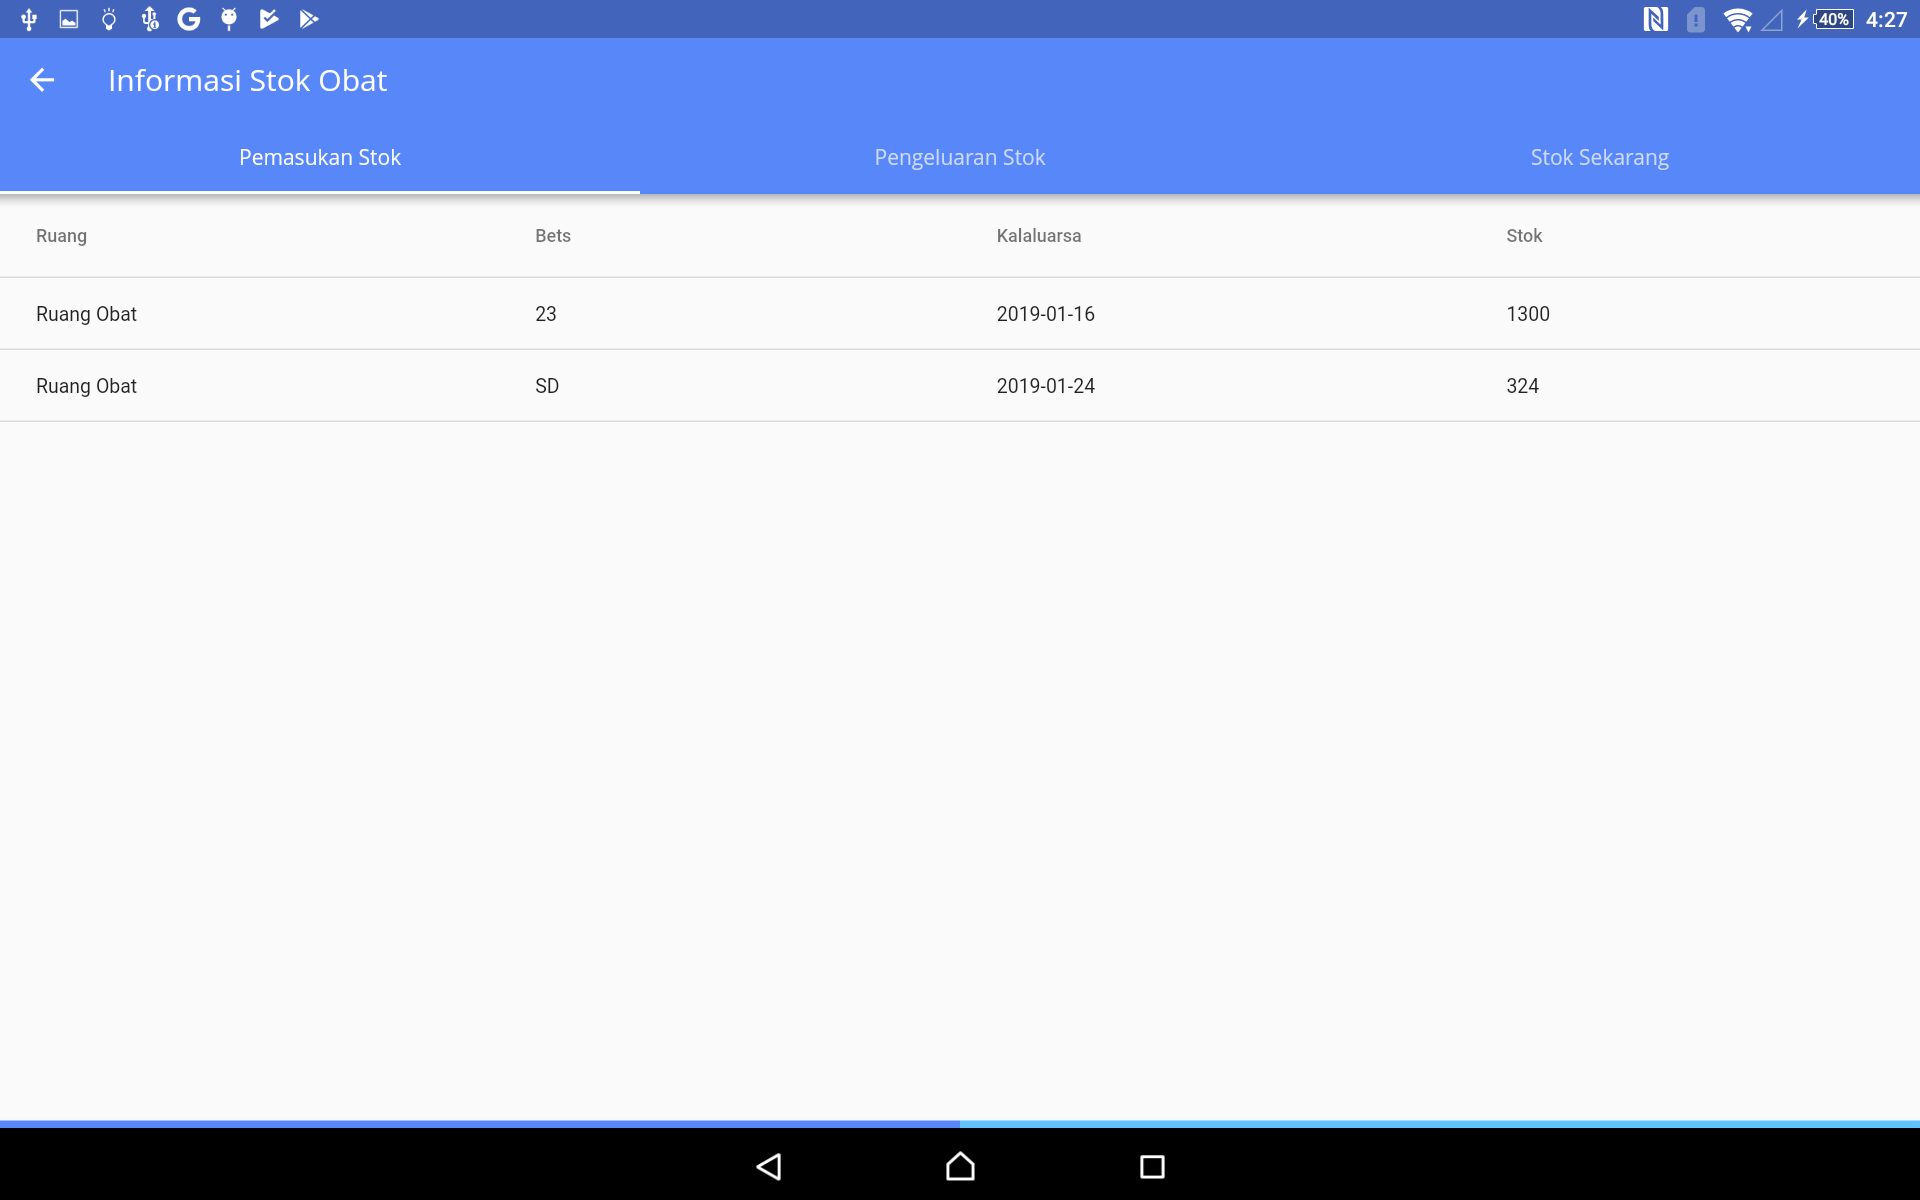 40% 4:27
Informasi Stok Obat
Pemasukan Stok Pengeluaran Stok Stok Sekarang
Ruang Bets Kalaluarsa Stok
Ruang Obat 23 2019-01-16 1300
Ruang Obat SD 2019-01-24 324